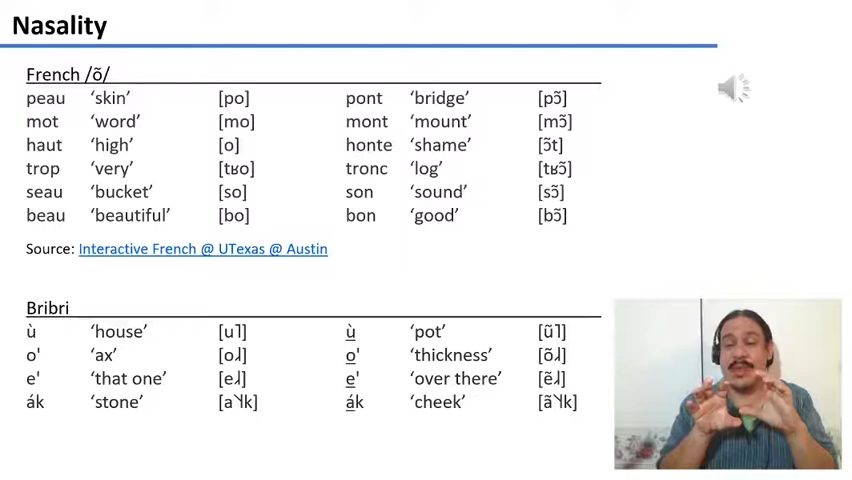 Nasality
French /õ/
peau ‘skin’ [po] pont ‘bridge’ [pɔ̃]
mot ‘word’ [mo] mont ‘mount’ [mɔ̃]
haut ‘high’ [o] honte ‘shame’ [ɔ̃t]
trop ‘very’ [tʁo] tronc ‘log’ [tʁɔ̃]
seau ‘bucket’ [so] son ‘sound’ [sɔ̃]
beau ‘beautiful’ [bo] bon ‘good’ [bɔ̃]
Source: Interactive French @ UTexas @ Austin
Bribri
ù ‘house’ [u˥] ù̲ ‘pot’ [ũ˥]
o' ‘ax’ [o˨˩] o̲' ‘thickness’ [õ˨˩]
e' ‘that one’ [e˨˩] e̲' ‘over there’ [ẽ˨˩]
ák ‘stone’ [a˥˧˥k] á̲k ‘cheek’ [ã˥˧˥k]